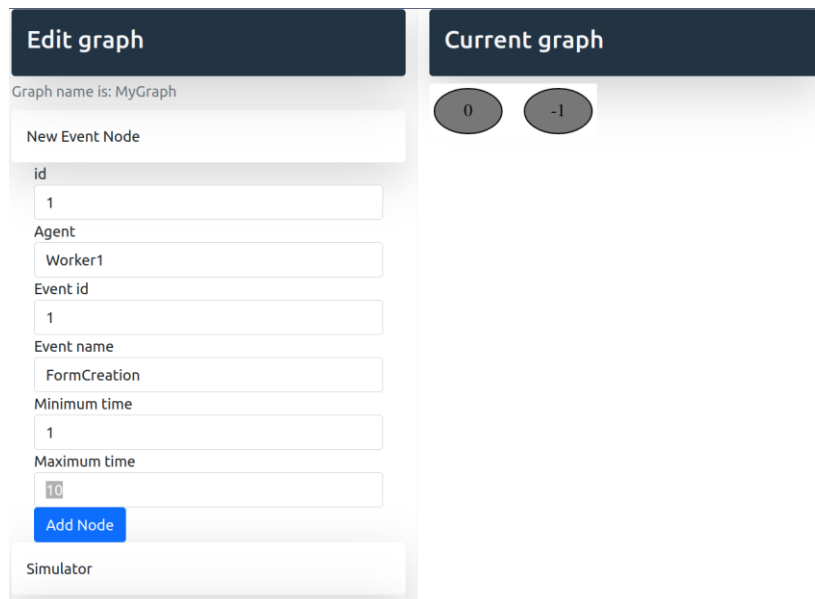 Edit graph
Graph name is: MyGraph
New Event Node
id
1
Agent
Worker1
Event id
1
Event name
FormCreation
Minimum time
1
Maximum time
10
Add Node
Simulator
Current graph
0 -1